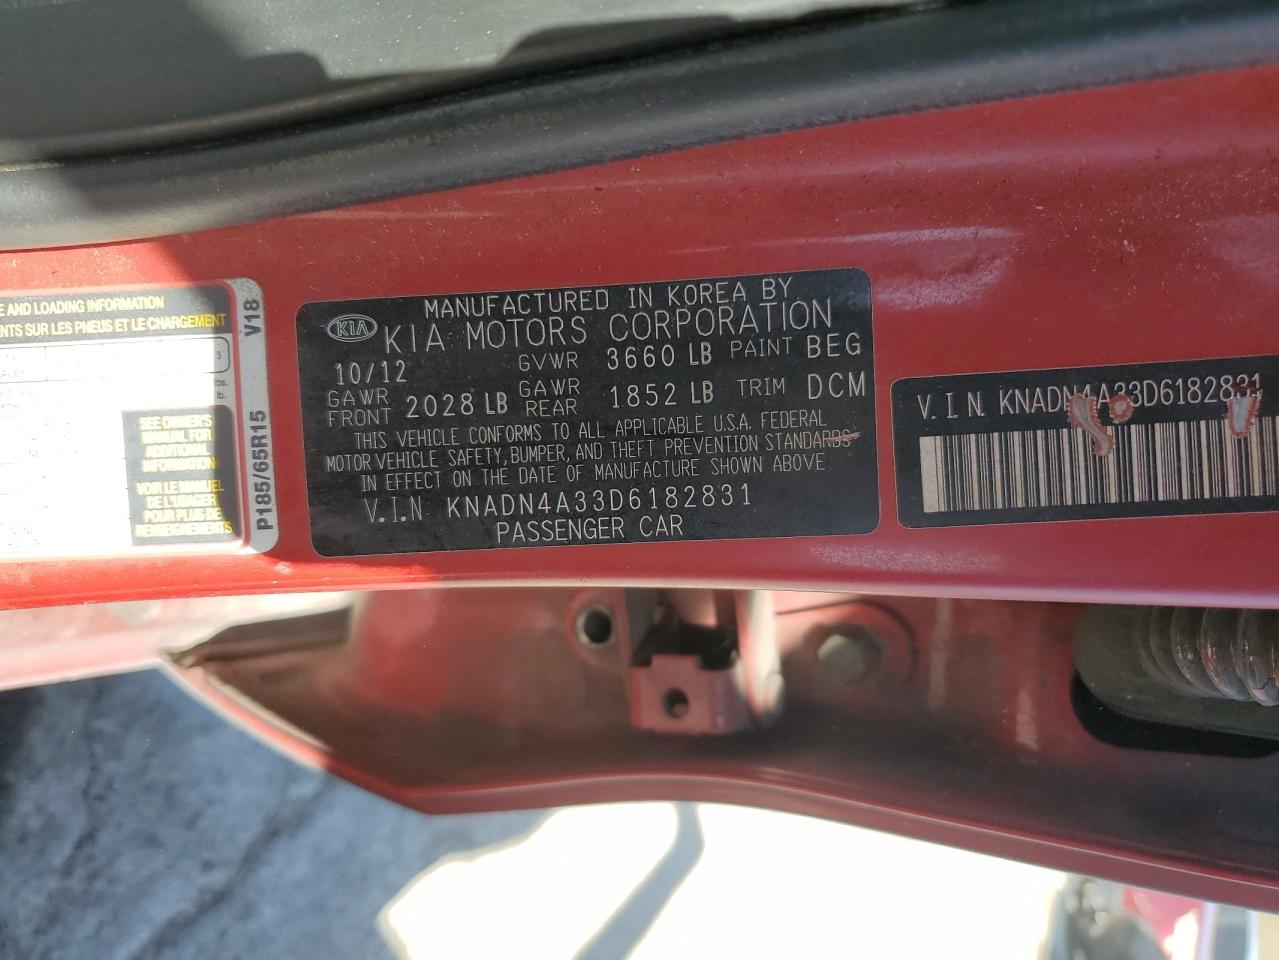 E AND LOADING INFORMATION
ENTS SUR LES PNEUS ET LE CHARGEMENT
3
lbs.
lb.
SEE OWNER'S
MANUAL FOR
ADDITIONAL
INFORMATION
VOIR LE MANUEL
DE L'USAGER
POUR PLUS DE
RENSEIGNEMENTS
P185/65R15 V18
KIA
MANUFACTURED IN KOREA BY
KIA MOTORS CORPORATION
10/12 GVWR 3660 LB PAINT BEG
GAWR FRONT 2028 LB GAWR REAR 1852 LB TRIM DCM
THIS VEHICLE CONFORMS TO ALL APPLICABLE U.S.A. FEDERAL
MOTOR VEHICLE SAFETY, BUMPER, AND THEFT PREVENTION STANDARDS
IN EFFECT ON THE DATE OF MANUFACTURE SHOWN ABOVE
V.I.N KNADN4A33D6182831
PASSENGER CAR
V.I.N. KNADN4A33D6182831